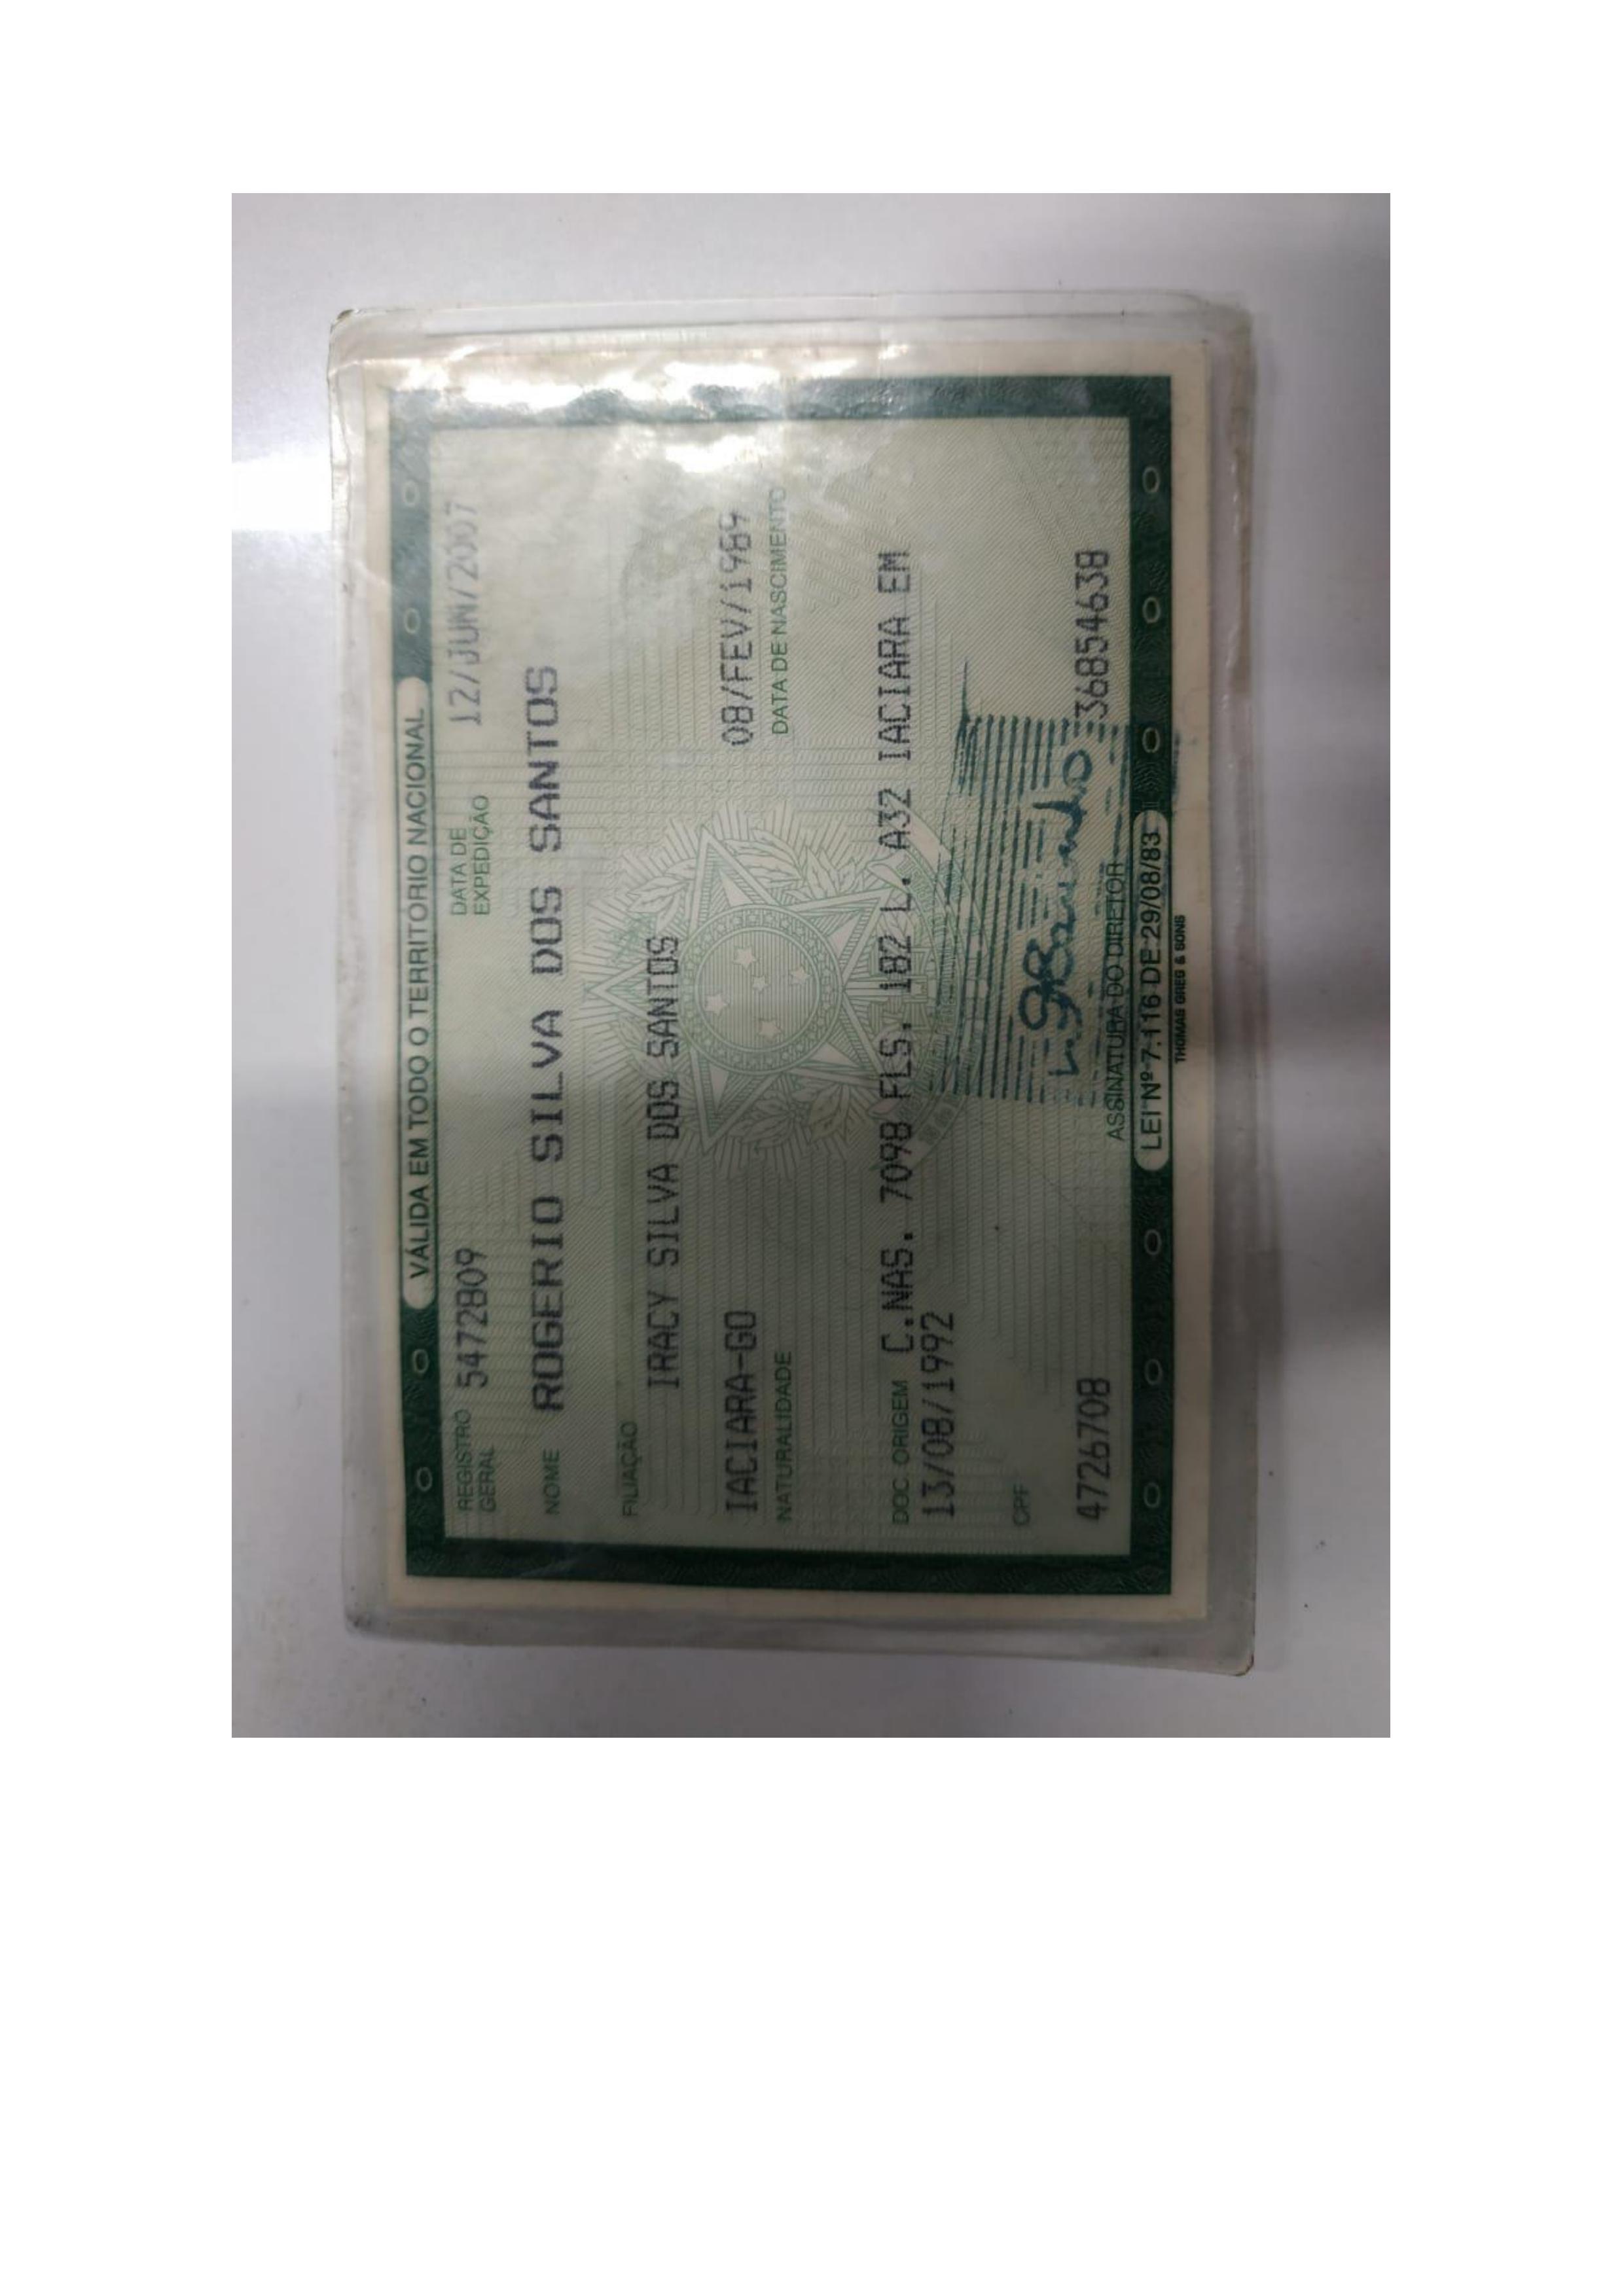 VÁLIDA EM TODO O TERRITÓRIO NACIONAL
REGISTRO GERAL 5472809 DATA DE EXPEDIÇÃO 12/JUN/2007
NOME ROGERIO SILVA DOS SANTOS
FILIAÇÃO
IRACY SILVA DOS SANTOS
IACIARA-GO 08/FEV/1989
NATURALIDADE DATA DE NASCIMENTO
DOC ORIGEM C.NAS. 7098 FLS. 182 L. A32 IACIARA EM
13/08/1992
CPF
4726708 3685463B
ASSINATURA DO DIRETOR
LEI Nº 7.116 DE 29/08/83
THOMAS GREG & SONS